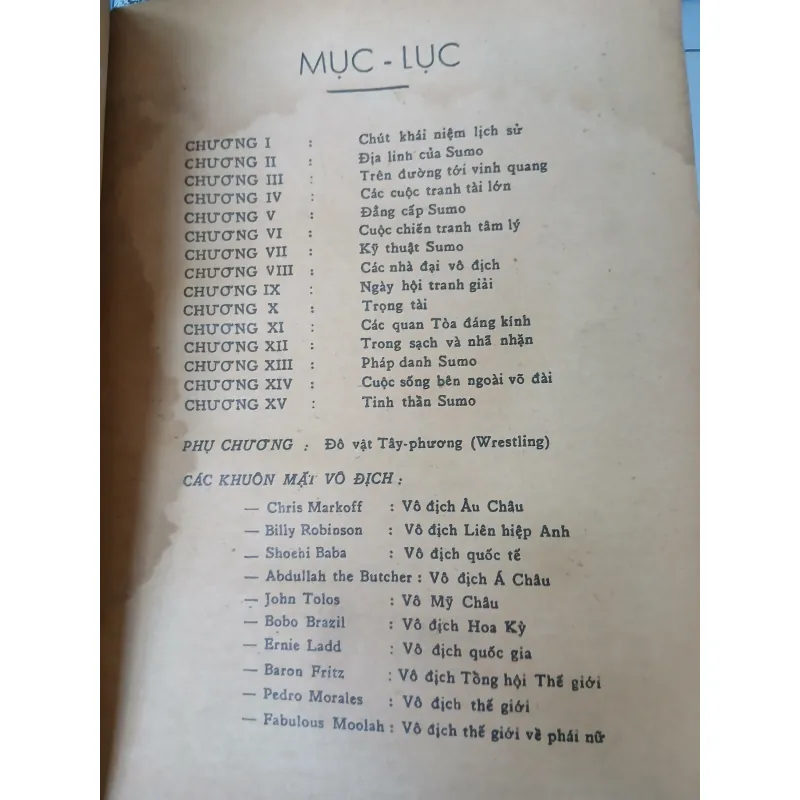 MỤC - LỤC
CHƯƠNG I : Chút khái niệm lịch sử
CHƯƠNG II : Địa linh của Sumo
CHƯƠNG III : Trên đường tới vinh quang
CHƯƠNG IV : Các cuộc tranh tài lớn
CHƯƠNG V : Đẳng cấp Sumo
CHƯƠNG VI : Cuộc chiến tranh tâm lý
CHƯƠNG VII : Kỹ thuật Sumo
CHƯƠNG VIII : Các nhà đại vô địch
CHƯƠNG IX : Ngày hội tranh giải
CHƯƠNG X : Trọng tài
CHƯƠNG XI : Các quan Tòa đáng kính
CHƯƠNG XII : Trong sạch và nhã nhặn
CHƯƠNG XIII : Pháp danh Sumo
CHƯƠNG XIV : Cuộc sống bên ngoài võ đài
CHƯƠNG XV : Tinh thần Sumo
PHỤ CHƯƠNG : Đô vật Tây-phương (Wrestling)
CÁC KHUÔN MẶT VÔ ĐỊCH :
— Chris Markoff : Vô địch Âu Châu
— Billy Robinson : Vô địch Liên hiệp Anh
— Shoehi Baba : Vô địch quốc tế
— Abdullah the Butcher : Vô địch Á Châu
— John Tolos : Vô Mỹ Châu
— Bobo Brazil : Vô địch Hoa Kỳ
— Ernie Ladd : Vô địch quốc gia
— Baron Fritz : Vô địch Tổng hội Thế giới
— Pedro Morales : Vô địch thế giới
— Fabulous Moolah : Vô địch thế giới về phái nữ